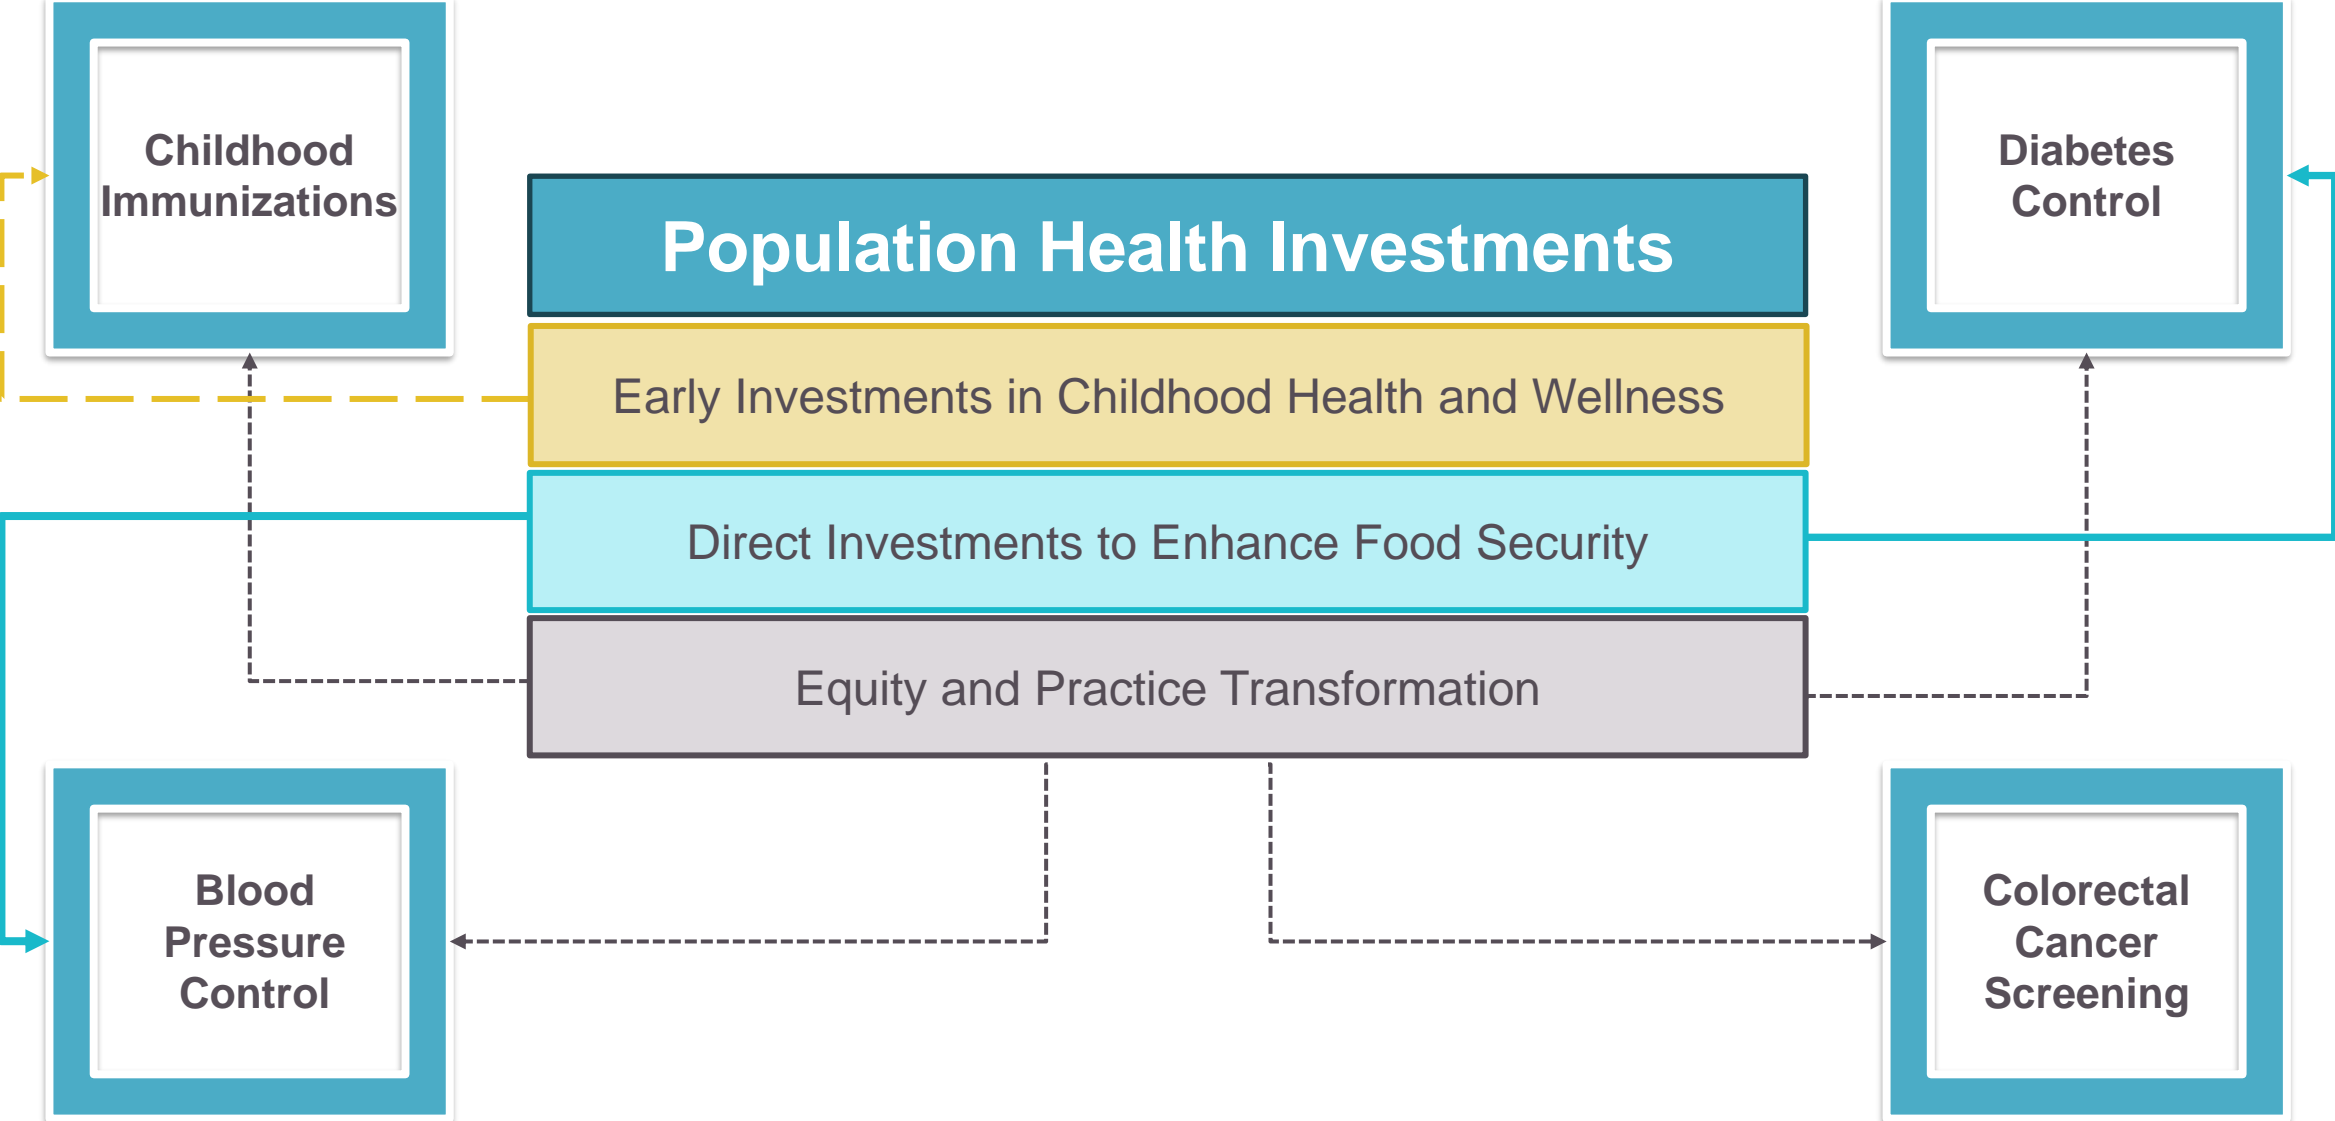 Childhood
Immunizations
Diabetes
Control
Population Health Investments
Early Investments in Childhood Health and Wellness
Direct Investments to Enhance Food Security
Equity and Practice Transformation
Blood
Pressure
Control
Colorectal
Cancer
Screening